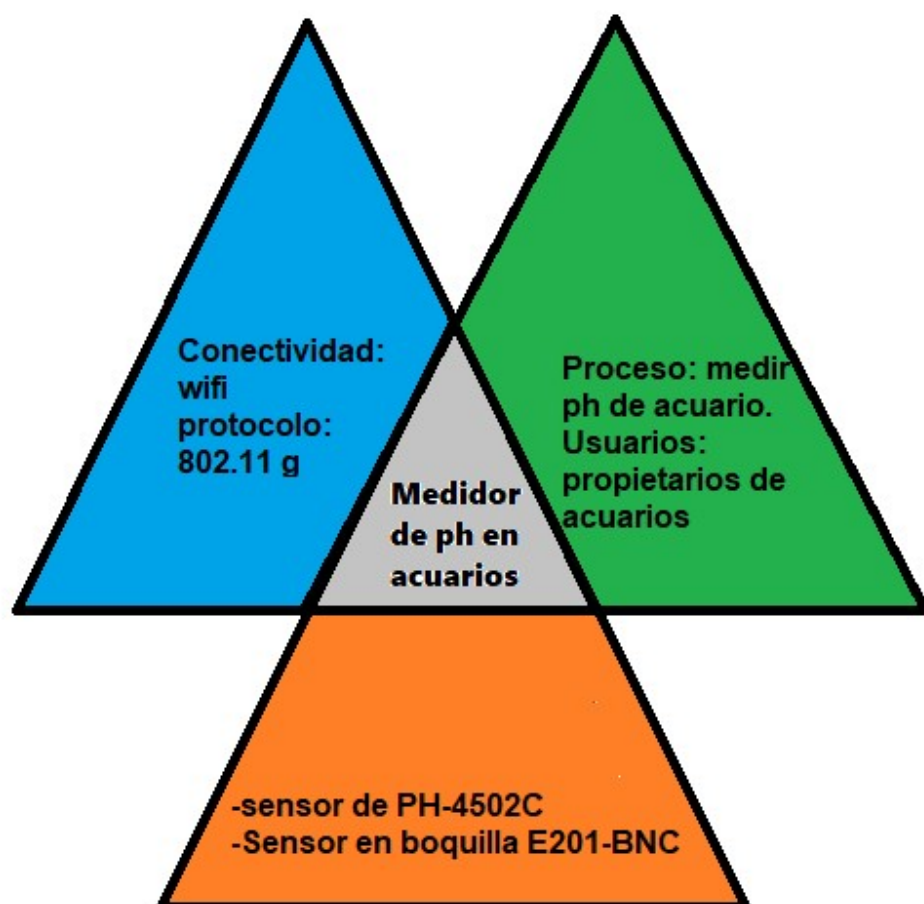 Conectividad:
wifi
protocolo:
802.11 g
Proceso: medir
ph de acuario.
Usuarios:
propietarios de
acuarios
Medidor
de ph en
acuarios
-sensor de PH-4502C
-Sensor en boquilla E201-BNC